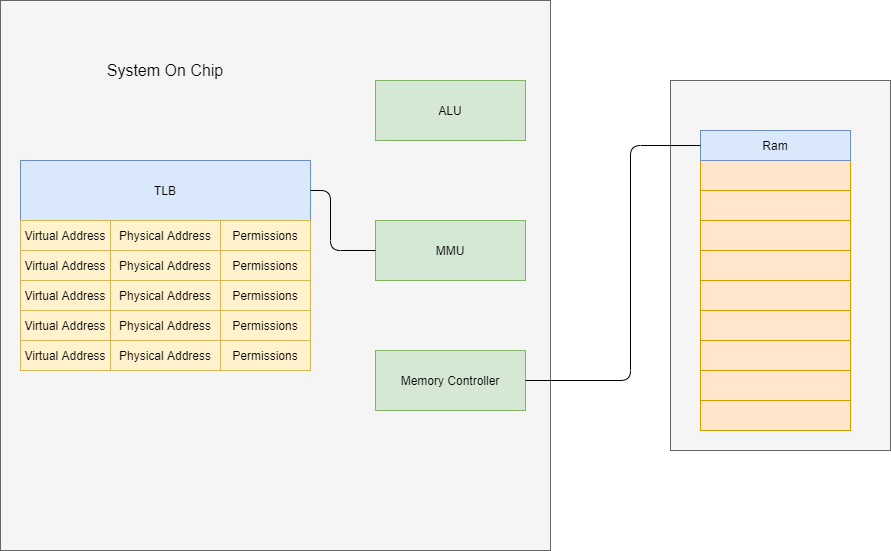 System On Chip
ALU
TLB
Virtual Address Physical Address Permissions
Virtual Address Physical Address Permissions
Virtual Address Physical Address Permissions
Virtual Address Physical Address Permissions
Virtual Address Physical Address Permissions
MMU
Memory Controller
Ram